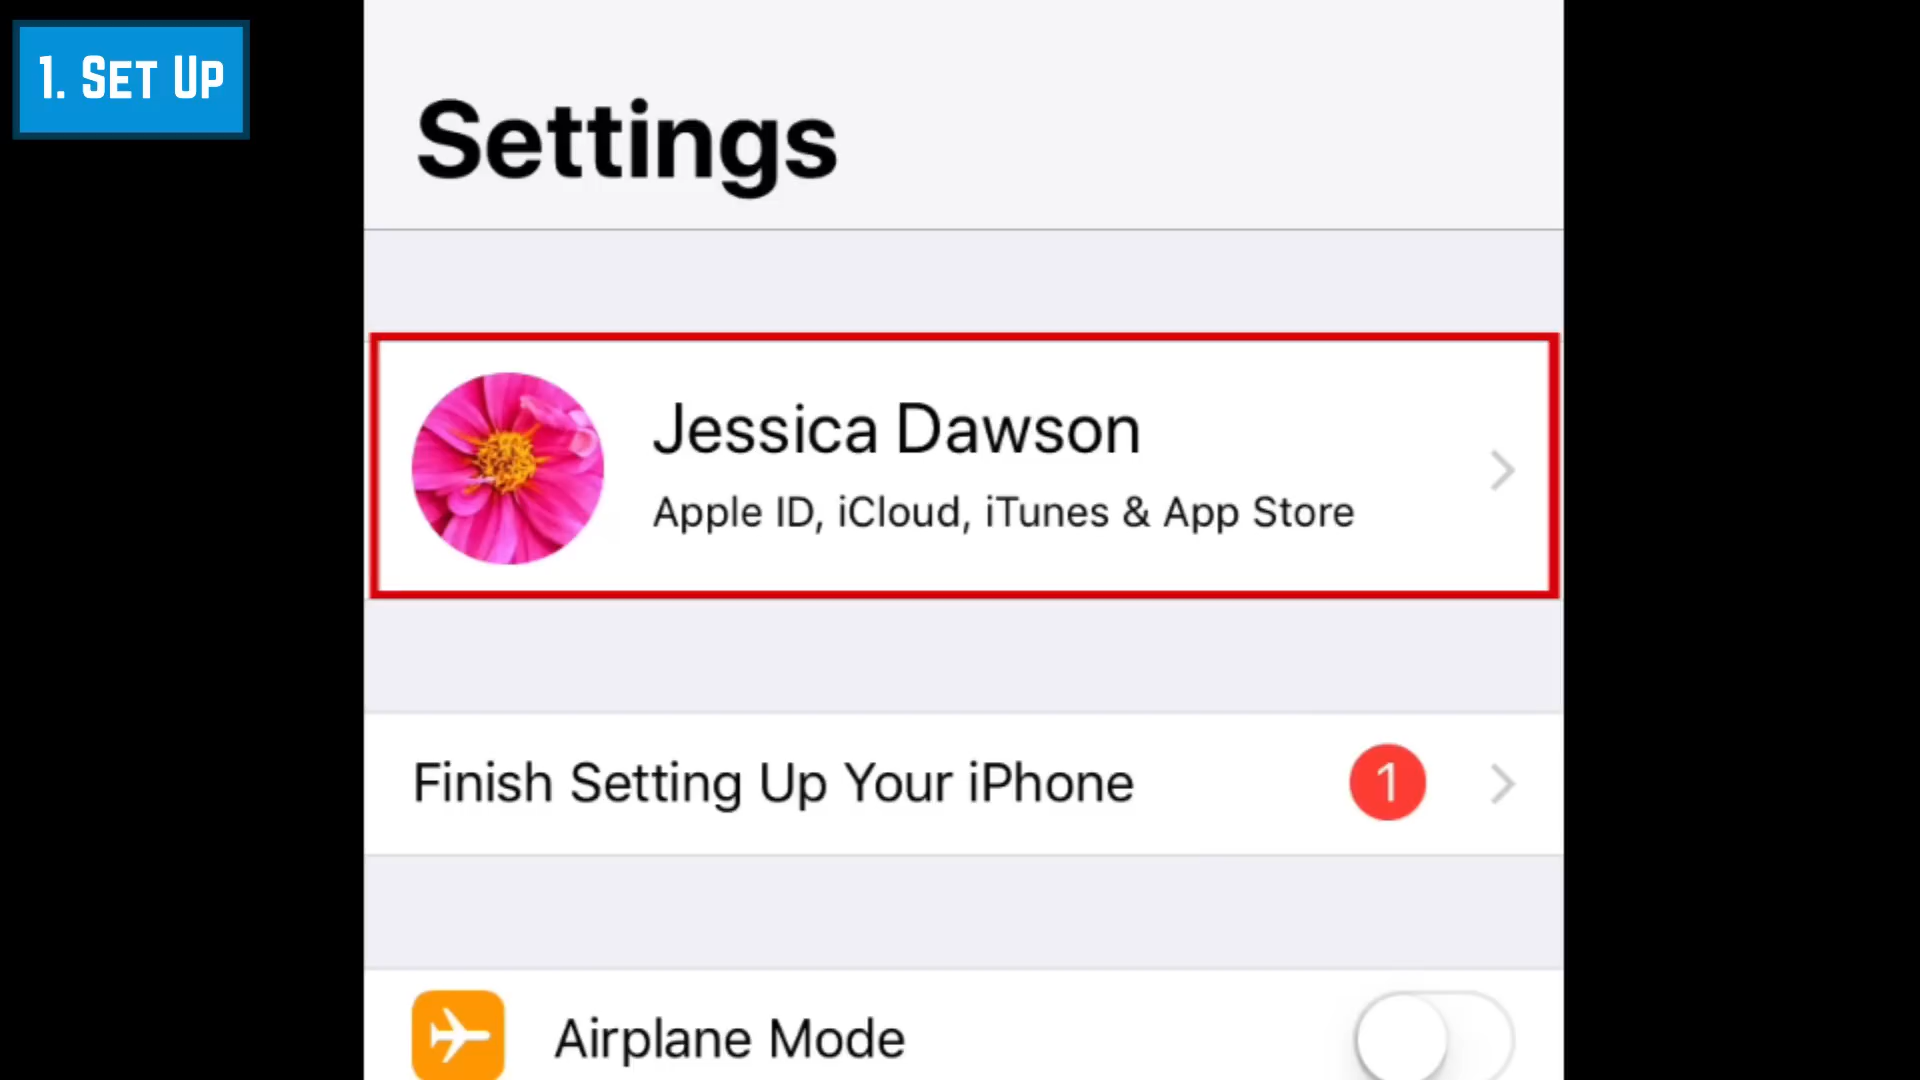 1. SET UP
Settings
Jessica Dawson
Apple ID, iCloud, iTunes & App Store
Finish Setting Up Your iPhone
1
Airplane Mode